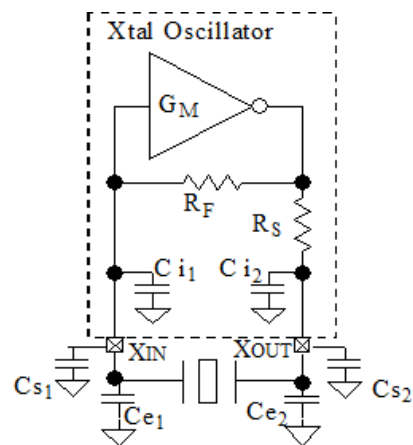 Xtal Oscillator
GM
RF
RS
Ci1
Ci2
XIN
XOUT
Cs1
Cs2
Ce1
Ce2